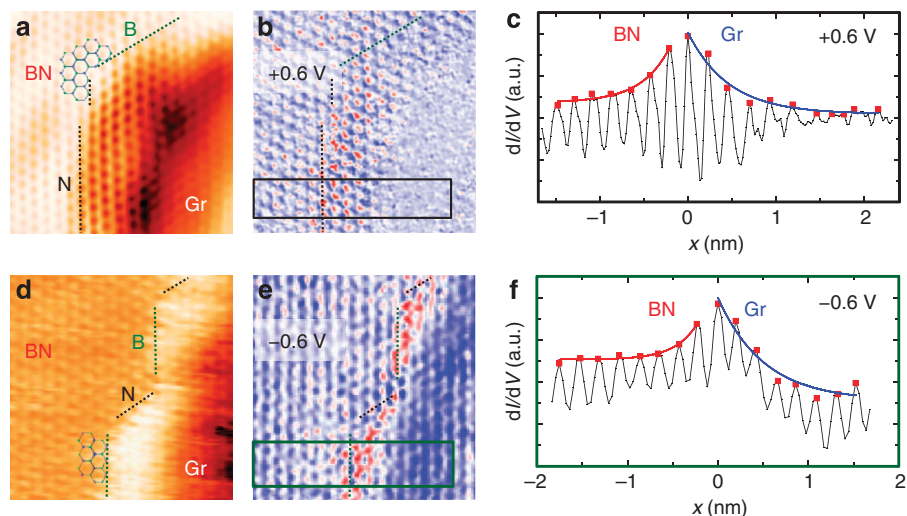 a
B
BN
N
Gr
b
+0.6 V
c
BN
Gr
+0.6 V
dI/dV (a.u.)
−1 0 1 2
x (nm)
d
BN
B
N
Gr
e
−0.6 V
f
BN
Gr
−0.6 V
dI/dV (a.u.)
−2 −1 0 1 2
x (nm)